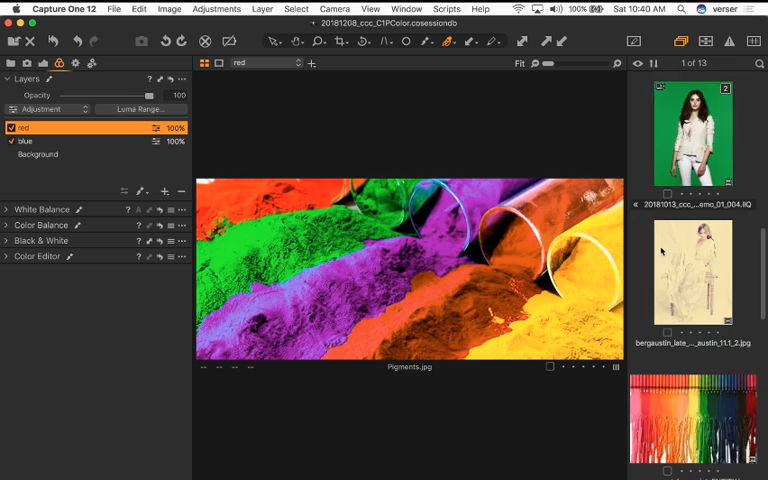 Capture One 12 File Edit Image Adjustments Layer Select Camera View Window Scripts Help 100% Sat 10:40 AM verser
20181208_ccc_C1PColor.cosessiondb
red Fit 1 of 13
Layers ?
Opacity 100
Adjustment Luma Range...
red 100%
blue 100%
Background
White Balance ? A
Color Balance ?
Black & White ?
Color Editor ?
Pigments.jpg
2
20181013_ccc_...emo_01_004.IIQ
bergaustin_late_..._austin_11.1_2.jpg